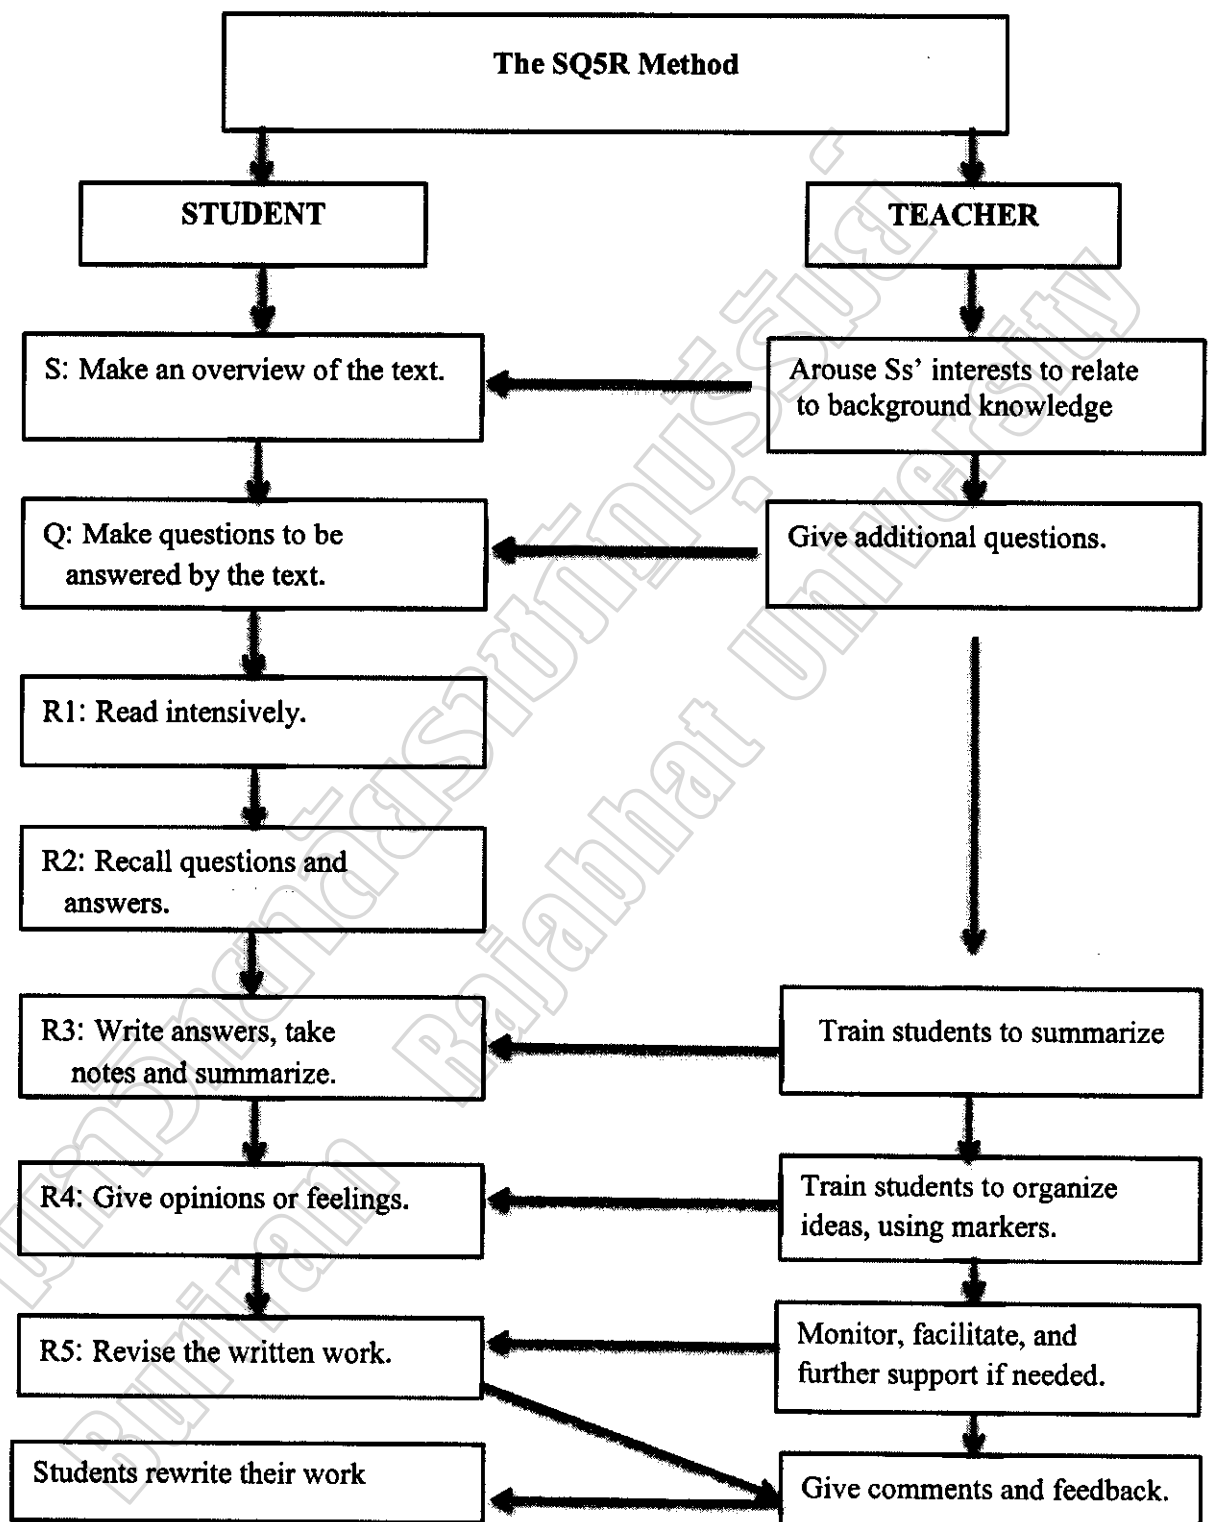 The SQ5R Method
STUDENT
TEACHER
S: Make an overview of the text.
Arouse Ss' interests to relate
to background knowledge
Q: Make questions to be
answered by the text.
Give additional questions.
R1: Read intensively.
R2: Recall questions and
answers.
R3: Write answers, take
notes and summarize.
Train students to summarize
R4: Give opinions or feelings.
Train students to organize
ideas, using markers.
R5: Revise the written work.
Monitor, facilitate, and
further support if needed.
Students rewrite their work
Give comments and feedback.
Buriram Rajabhat University